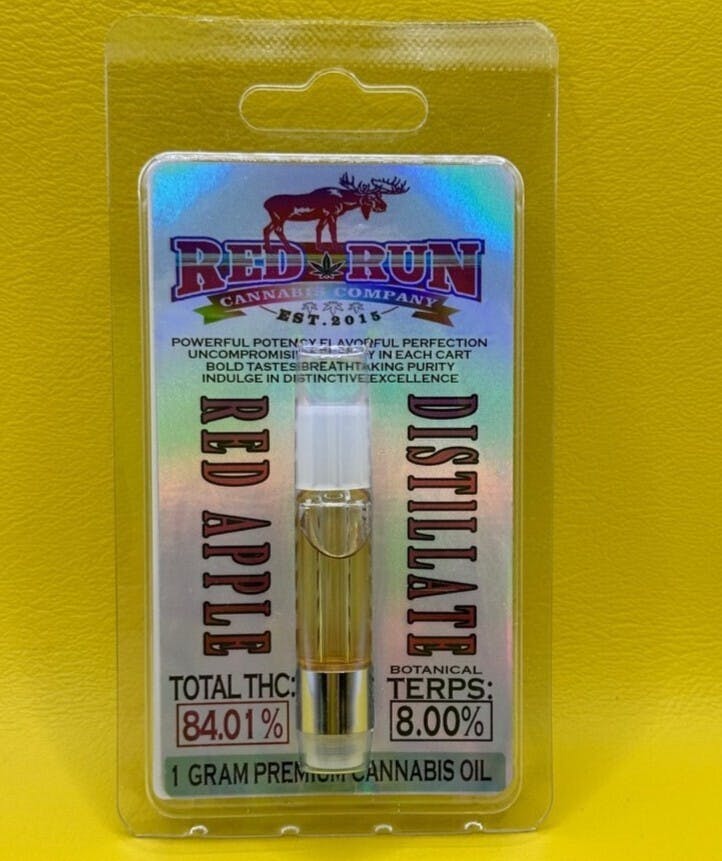 RED RUN
CANNABIS COMPANY
EST. 2015
POWERFUL POTENCY FLAVORFUL PERFECTION
IN EACH CART
BOLD TASTES BREATHTAKING PURITY
INDULGE IN DISTINCTIVE EXCELLENCE
RED APPLE
DISTILLATE
TOTAL THC:
84.01%
BOTANICAL
TERPS:
8.00%
1 GRAM PREMIUM CANNABIS OIL